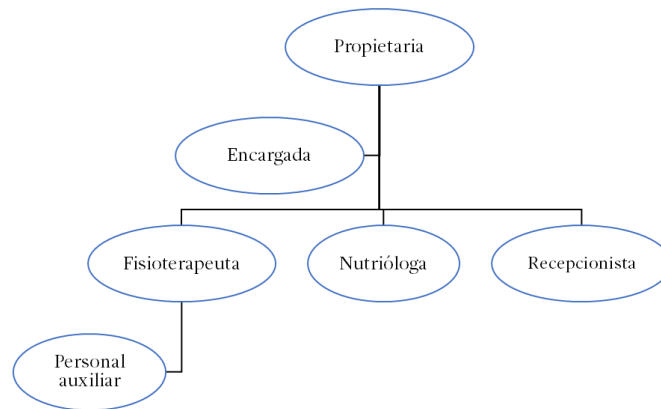 Propietaria
Encargada
Fisioterapeuta
Nutrióloga
Recepcionista
Personal
auxiliar